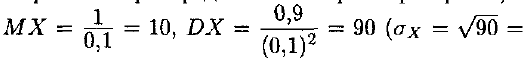 MX = 1/0,1 = 10, DX = 0,9/(0,1)² = 90 (σ_X = √90 =